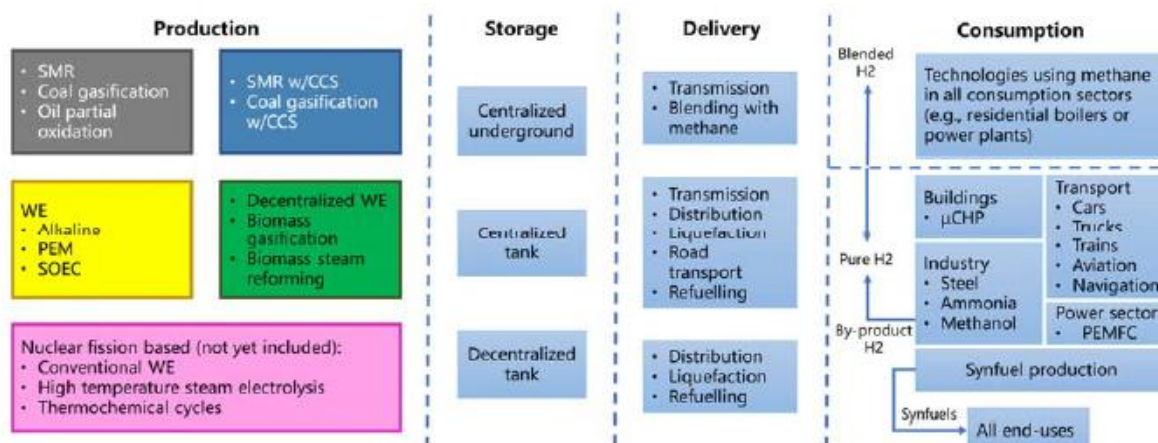 Production
• SMR
• Coal gasification
• Oil partial
oxidation
• SMR w/CCS
• Coal gasification
w/CCS
WE
• Alkaline
• PEM
• SOEC
• Decentralized WE
• Biomass
gasification
• Biomass steam
reforming
Nuclear fission based (not yet included):
• Conventional WE
• High temperature steam electrolysis
• Thermochemical cycles
Storage
Centralized
underground
Centralized
tank
Decentralized
tank
Delivery
• Transmission
• Blending with
methane
• Transmission
• Distribution
• Liquefaction
• Road
transport
• Refuelling
• Distribution
• Liquefaction
• Refuelling
Consumption
Blended
H2
Technologies using methane
in all consumption sectors
(e.g., residential boilers or
power plants)
Pure H2
Buildings
• μCHP
Industry
• Steel
• Ammonia
• Methanol
Transport
• Cars
• Trucks
• Trains
• Aviation
• Navigation
Power sector
• PEMFC
By-product
H2
Synfuel production
Synfuels
All end-uses